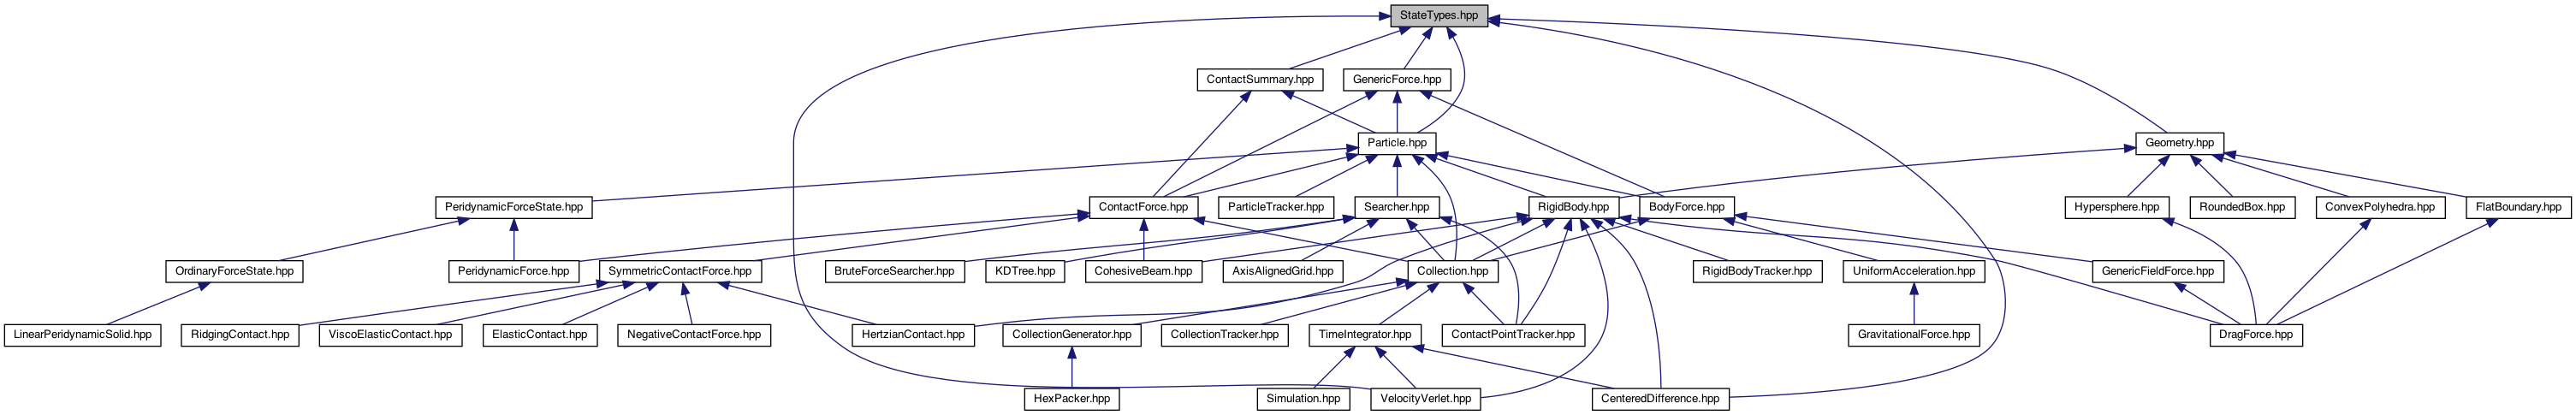 StateTypes.hpp
ContactSummary.hpp
GenericForce.hpp
Particle.hpp
Geometry.hpp
PeridynamicForceState.hpp
ContactForce.hpp
ParticleTracker.hpp
Searcher.hpp
RigidBody.hpp
BodyForce.hpp
Hypersphere.hpp
RoundedBox.hpp
ConvexPolyhedra.hpp
FlatBoundary.hpp
OrdinaryForceState.hpp
PeridynamicForce.hpp
SymmetricContactForce.hpp
BruteForceSearcher.hpp
KDTree.hpp
CohesiveBeam.hpp
AxisAlignedGrid.hpp
Collection.hpp
RigidBodyTracker.hpp
UniformAcceleration.hpp
GenericFieldForce.hpp
LinearPeridynamicSolid.hpp
RidgingContact.hpp
ViscoElasticContact.hpp
ElasticContact.hpp
NegativeContactForce.hpp
HertzianContact.hpp
CollectionGenerator.hpp
CollectionTracker.hpp
TimeIntegrator.hpp
ContactPointTracker.hpp
GravitationalForce.hpp
DragForce.hpp
HexPacker.hpp
Simulation.hpp
VelocityVerlet.hpp
CenteredDifference.hpp